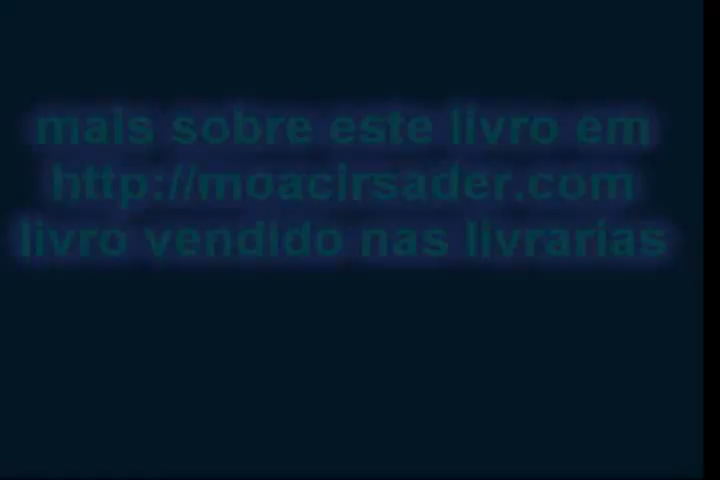 mais sobre este livro em
http://moacirsader.com
livro vendido nas livrarias